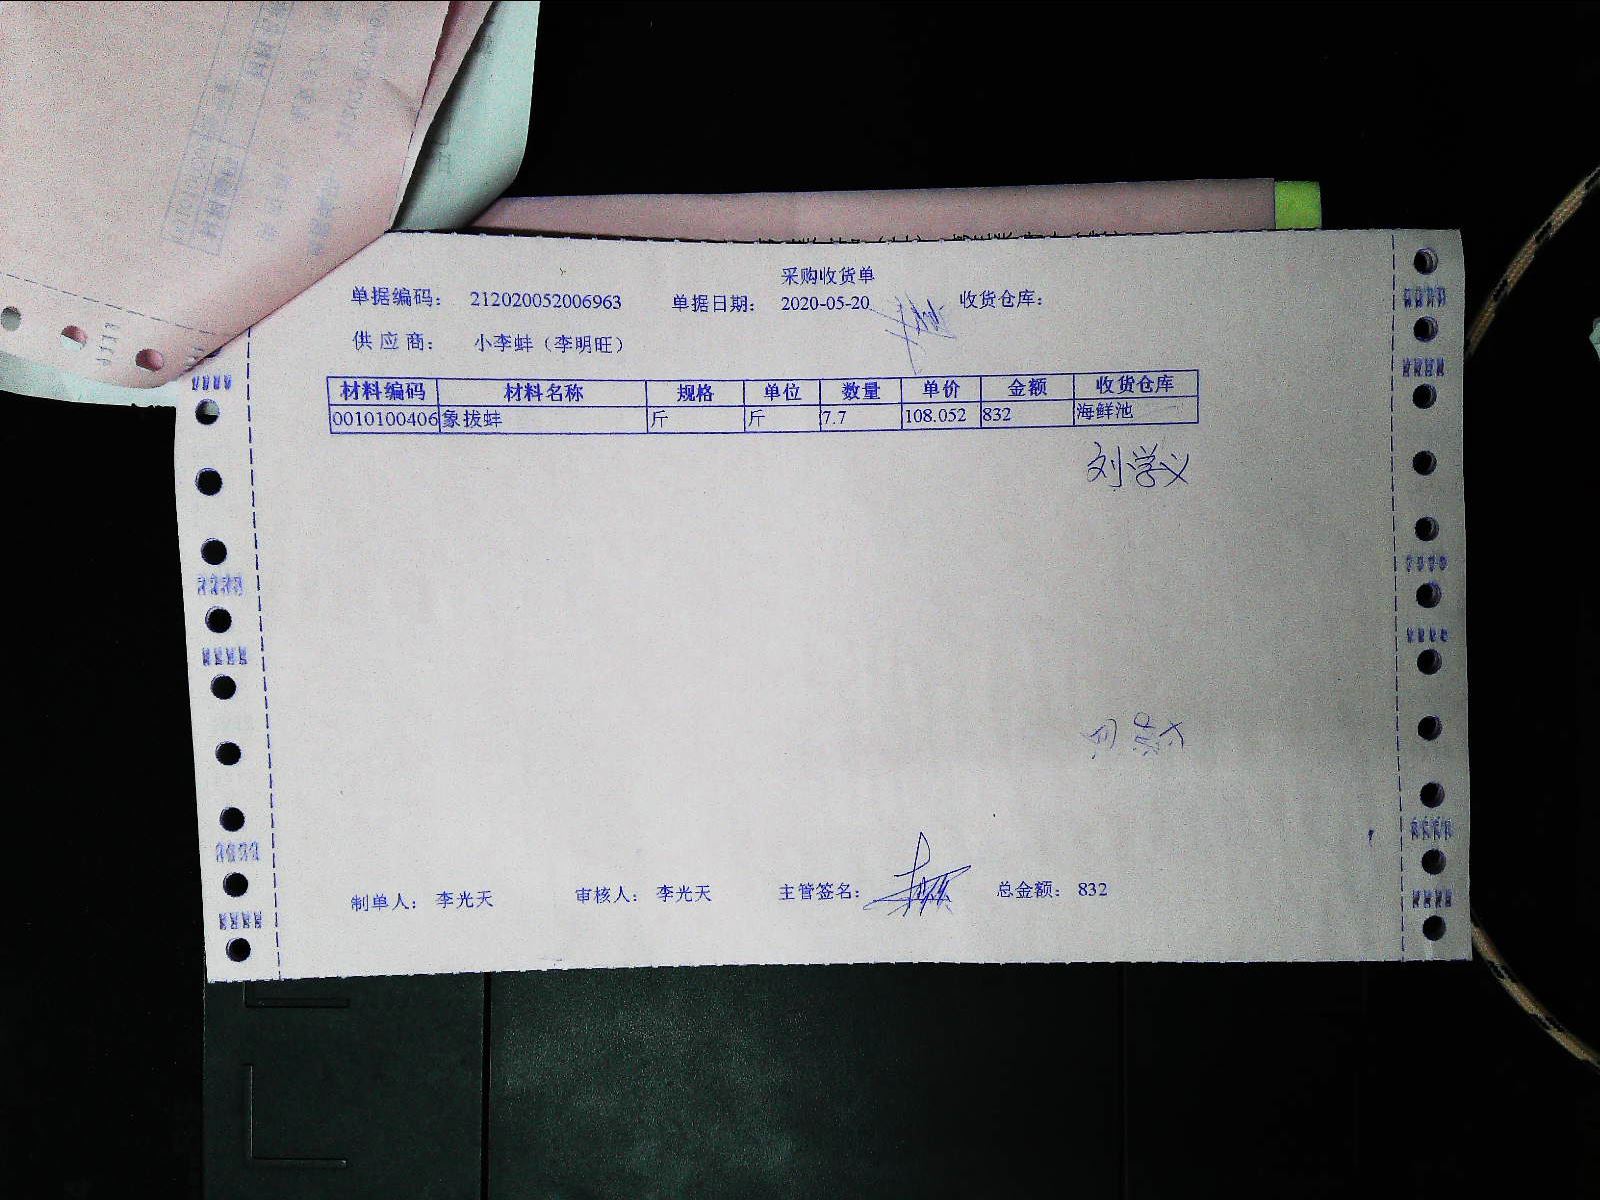 采购收货单
单据编码： 212020052006963 单据日期： 2020-05-20 收货仓库：
供 应 商： 小李蚌（李明旺）
材料编码 材料名称 规格 单位 数量 单价 金额 收货仓库
0010100406 象拔蚌 斤 斤 7.7 108.052 832 海鲜池
刘学义
制单人： 李光天 审核人： 李光天 主管签名： 总金额： 832